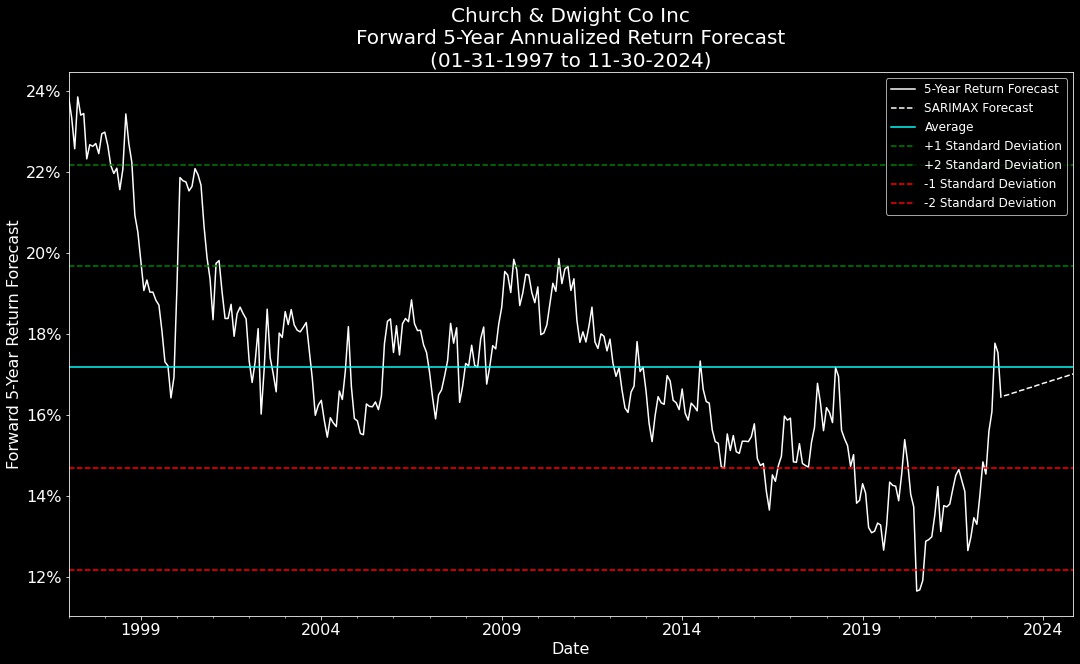 Church & Dwight Co Inc
Forward 5-Year Annualized Return Forecast
(01-31-1997 to 11-30-2024)
5-Year Return Forecast
SARIMAX Forecast
Average
+1 Standard Deviation
+2 Standard Deviation
-1 Standard Deviation
-2 Standard Deviation
Forward 5-Year Return Forecast
24%
22%
20%
18%
16%
14%
12%
1999 2004 2009 2014 2019 2024
Date